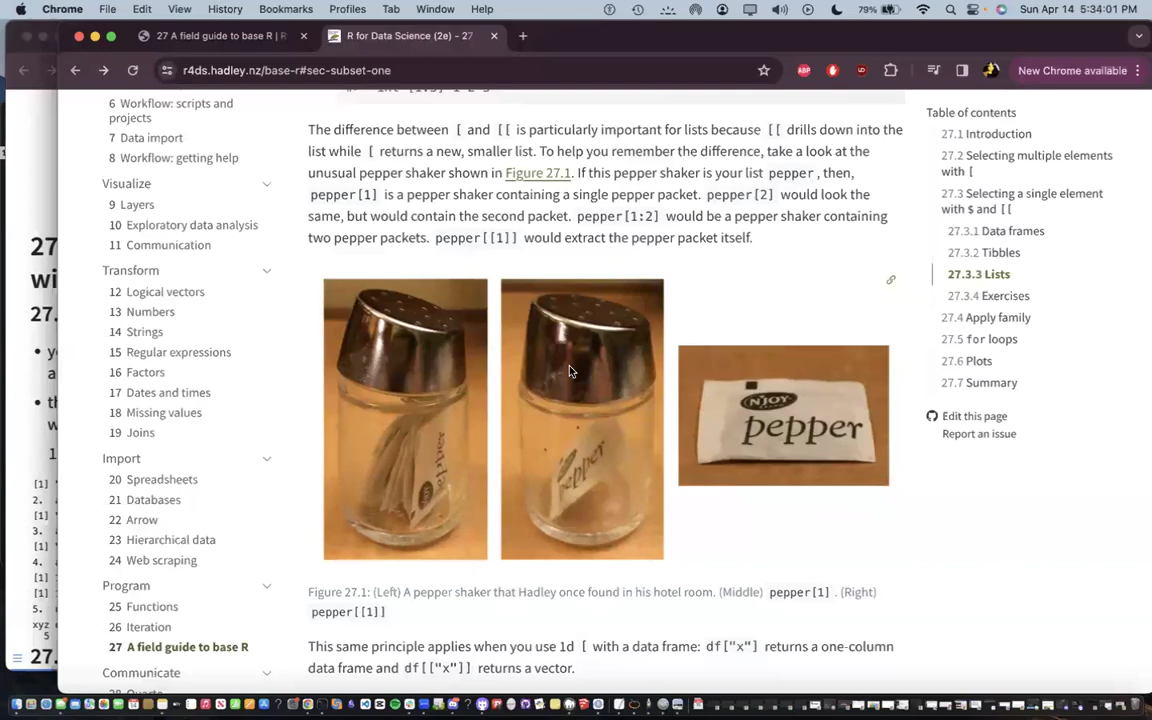 Chrome File Edit View History Bookmarks Profiles Tab Window Help 79% Sun Apr 14 5:34:01 PM
27 A field guide to base R | R
R for Data Science (2e) - 27
r4ds.hadley.nz/base-r#sec-subset-one
ABP
New Chrome available
6 Workflow: scripts and
projects
7 Data import
8 Workflow: getting help
Visualize
9 Layers
10 Exploratory data analysis
11 Communication
Transform
12 Logical vectors
13 Numbers
14 Strings
15 Regular expressions
16 Factors
17 Dates and times
18 Missing values
19 Joins
Import
20 Spreadsheets
21 Databases
22 Arrow
23 Hierarchical data
24 Web scraping
Program
25 Functions
26 Iteration
27 A field guide to base R
Communicate
The difference between [ and [[ is particularly important for lists because [[ drills down into the
list while [ returns a new, smaller list. To help you remember the difference, take a look at the
unusual pepper shaker shown in Figure 27.1. If this pepper shaker is your list pepper, then,
pepper[1] is a pepper shaker containing a single pepper packet. pepper[2] would look the
same, but would contain the second packet. pepper[1:2] would be a pepper shaker containing
two pepper packets. pepper[[1]] would extract the pepper packet itself.
pepper
N'JOY
pepper
Figure 27.1: (Left) A pepper shaker that Hadley once found in his hotel room. (Middle) pepper[1] . (Right)
pepper[[1]]
This same principle applies when you use 1d [ with a data frame: df["x"] returns a one-column
data frame and df[["x"]] returns a vector.
Table of contents
27.1 Introduction
27.2 Selecting multiple elements
with [
27.3 Selecting a single element
with $ and [[
27.3.1 Data frames
27.3.2 Tibbles
27.3.3 Lists
27.3.4 Exercises
27.4 Apply family
27.5 for loops
27.6 Plots
27.7 Summary
Edit this page
Report an issue